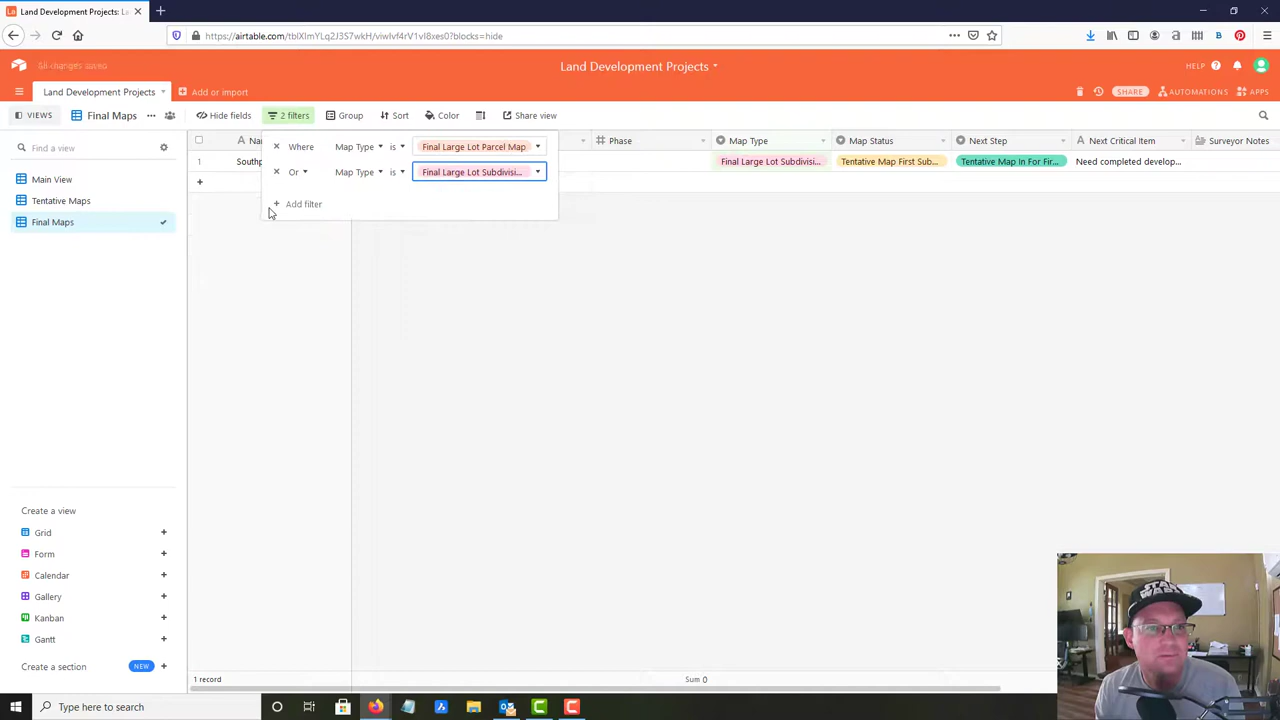 Land Development Projects: La
https://airtable.com/tblXImYLq2J3S7wkH/viwIvf4rV1vI8xes0?blocks=hide
All changes saved
Land Development Projects
HELP
Land Development Projects
Add or import
SHARE
AUTOMATIONS
APPS
VIEWS
Final Maps
Hide fields
2 filters
Group
Sort
Color
Share view
Find a view
Main View
Tentative Maps
Final Maps
Where Map Type is Final Large Lot Parcel Map
Or Map Type is Final Large Lot Subdivisi...
Add filter
Phase Map Type Map Status Next Step Next Critical Item Surveyor Notes
1 Final Large Lot Subdivisi... Tentative Map First Sub... Tentative Map In For Fir... Need completed develop...
Create a view
Grid
Form
Calendar
Gallery
Kanban
Gantt
Create a section NEW
1 record
Sum 0
STAR
Type here to search